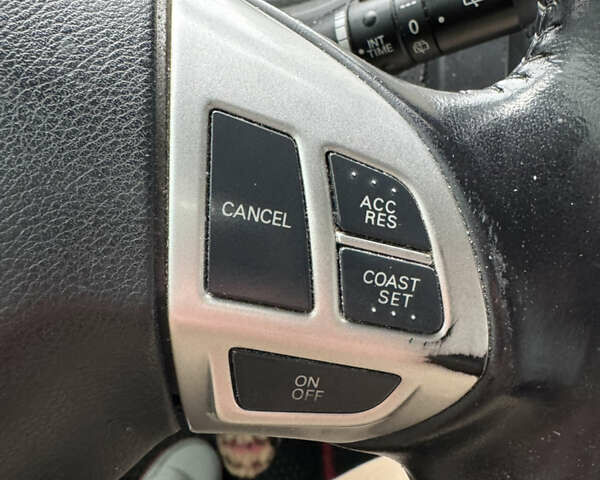 INT
TIME
0
CANCEL
ACC
RES
COAST
SET
ON
OFF